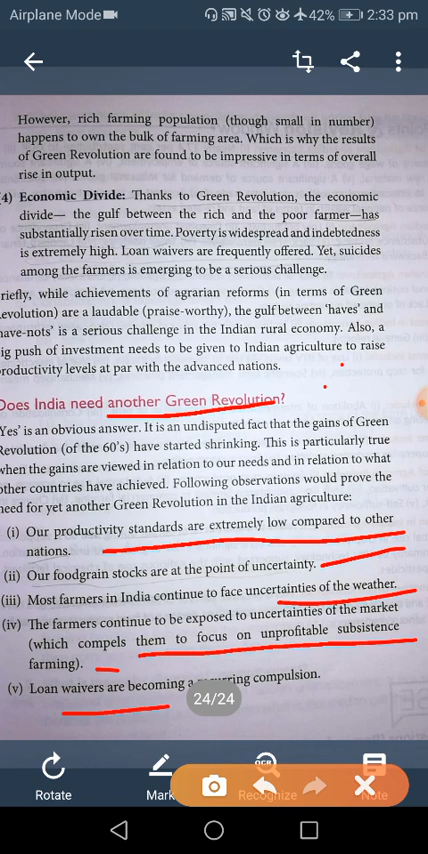 Airplane Mode 42% 2:33 pm
However, rich farming population (though small in number)
happens to own the bulk of farming area. Which is why the results
of Green Revolution are found to be impressive in terms of overall
rise in output.
4) Economic Divide: Thanks to Green Revolution, the economic
divide— the gulf between the rich and the poor farmer—has
substantially risen over time. Poverty is widespread and indebtedness
is extremely high. Loan waivers are frequently offered. Yet, suicides
among the farmers is emerging to be a serious challenge.
riefly, while achievements of agrarian reforms (in terms of Green
evolution) are a laudable (praise-worthy), the gulf between 'haves' and
ave-nots' is a serious challenge in the Indian rural economy. Also, a
ig push of investment needs to be given to Indian agriculture to raise
roductivity levels at par with the advanced nations.
Does India need another Green Revolution?
Yes' is an obvious answer. It is an undisputed fact that the gains of Green
Revolution (of the 60's) have started shrinking. This is particularly true
when the gains are viewed in relation to our needs and in relation to what
other countries have achieved. Following observations would prove the
need for yet another Green Revolution in the Indian agriculture:
(i) Our productivity standards are extremely low compared to other
nations.
(ii) Our foodgrain stocks are at the point of uncertainty.
(iii) Most farmers in India continue to face uncertainties of the weather.
(iv) The farmers continue to be exposed to uncertainties of the market
(which compels them to focus on unprofitable subsistence
farming).
(v) Loan waivers are becoming a recurring compulsion.
24/24
Rotate Mark Recognize Note